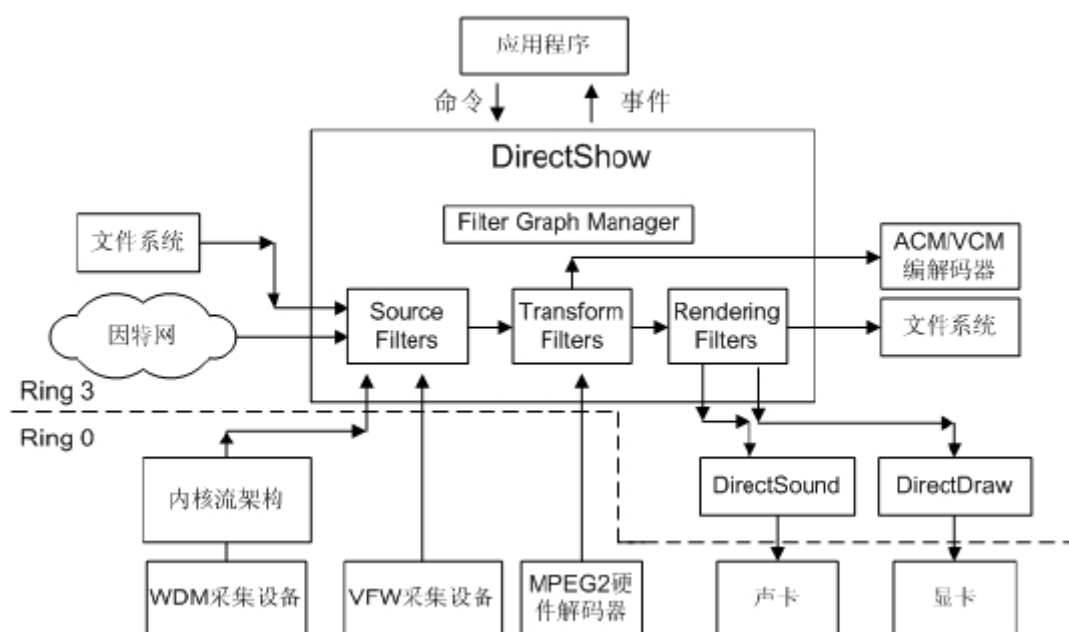 应用程序
命令
事件
DirectShow
Filter Graph Manager
文件系统
因特网
Source
Filters
Transform
Filters
Rendering
Filters
ACM/VCM
编解码器
文件系统
Ring 3
Ring 0
内核流架构
DirectSound
DirectDraw
WDM采集设备
VFW采集设备
MPEG2硬
件解码器
声卡
显卡